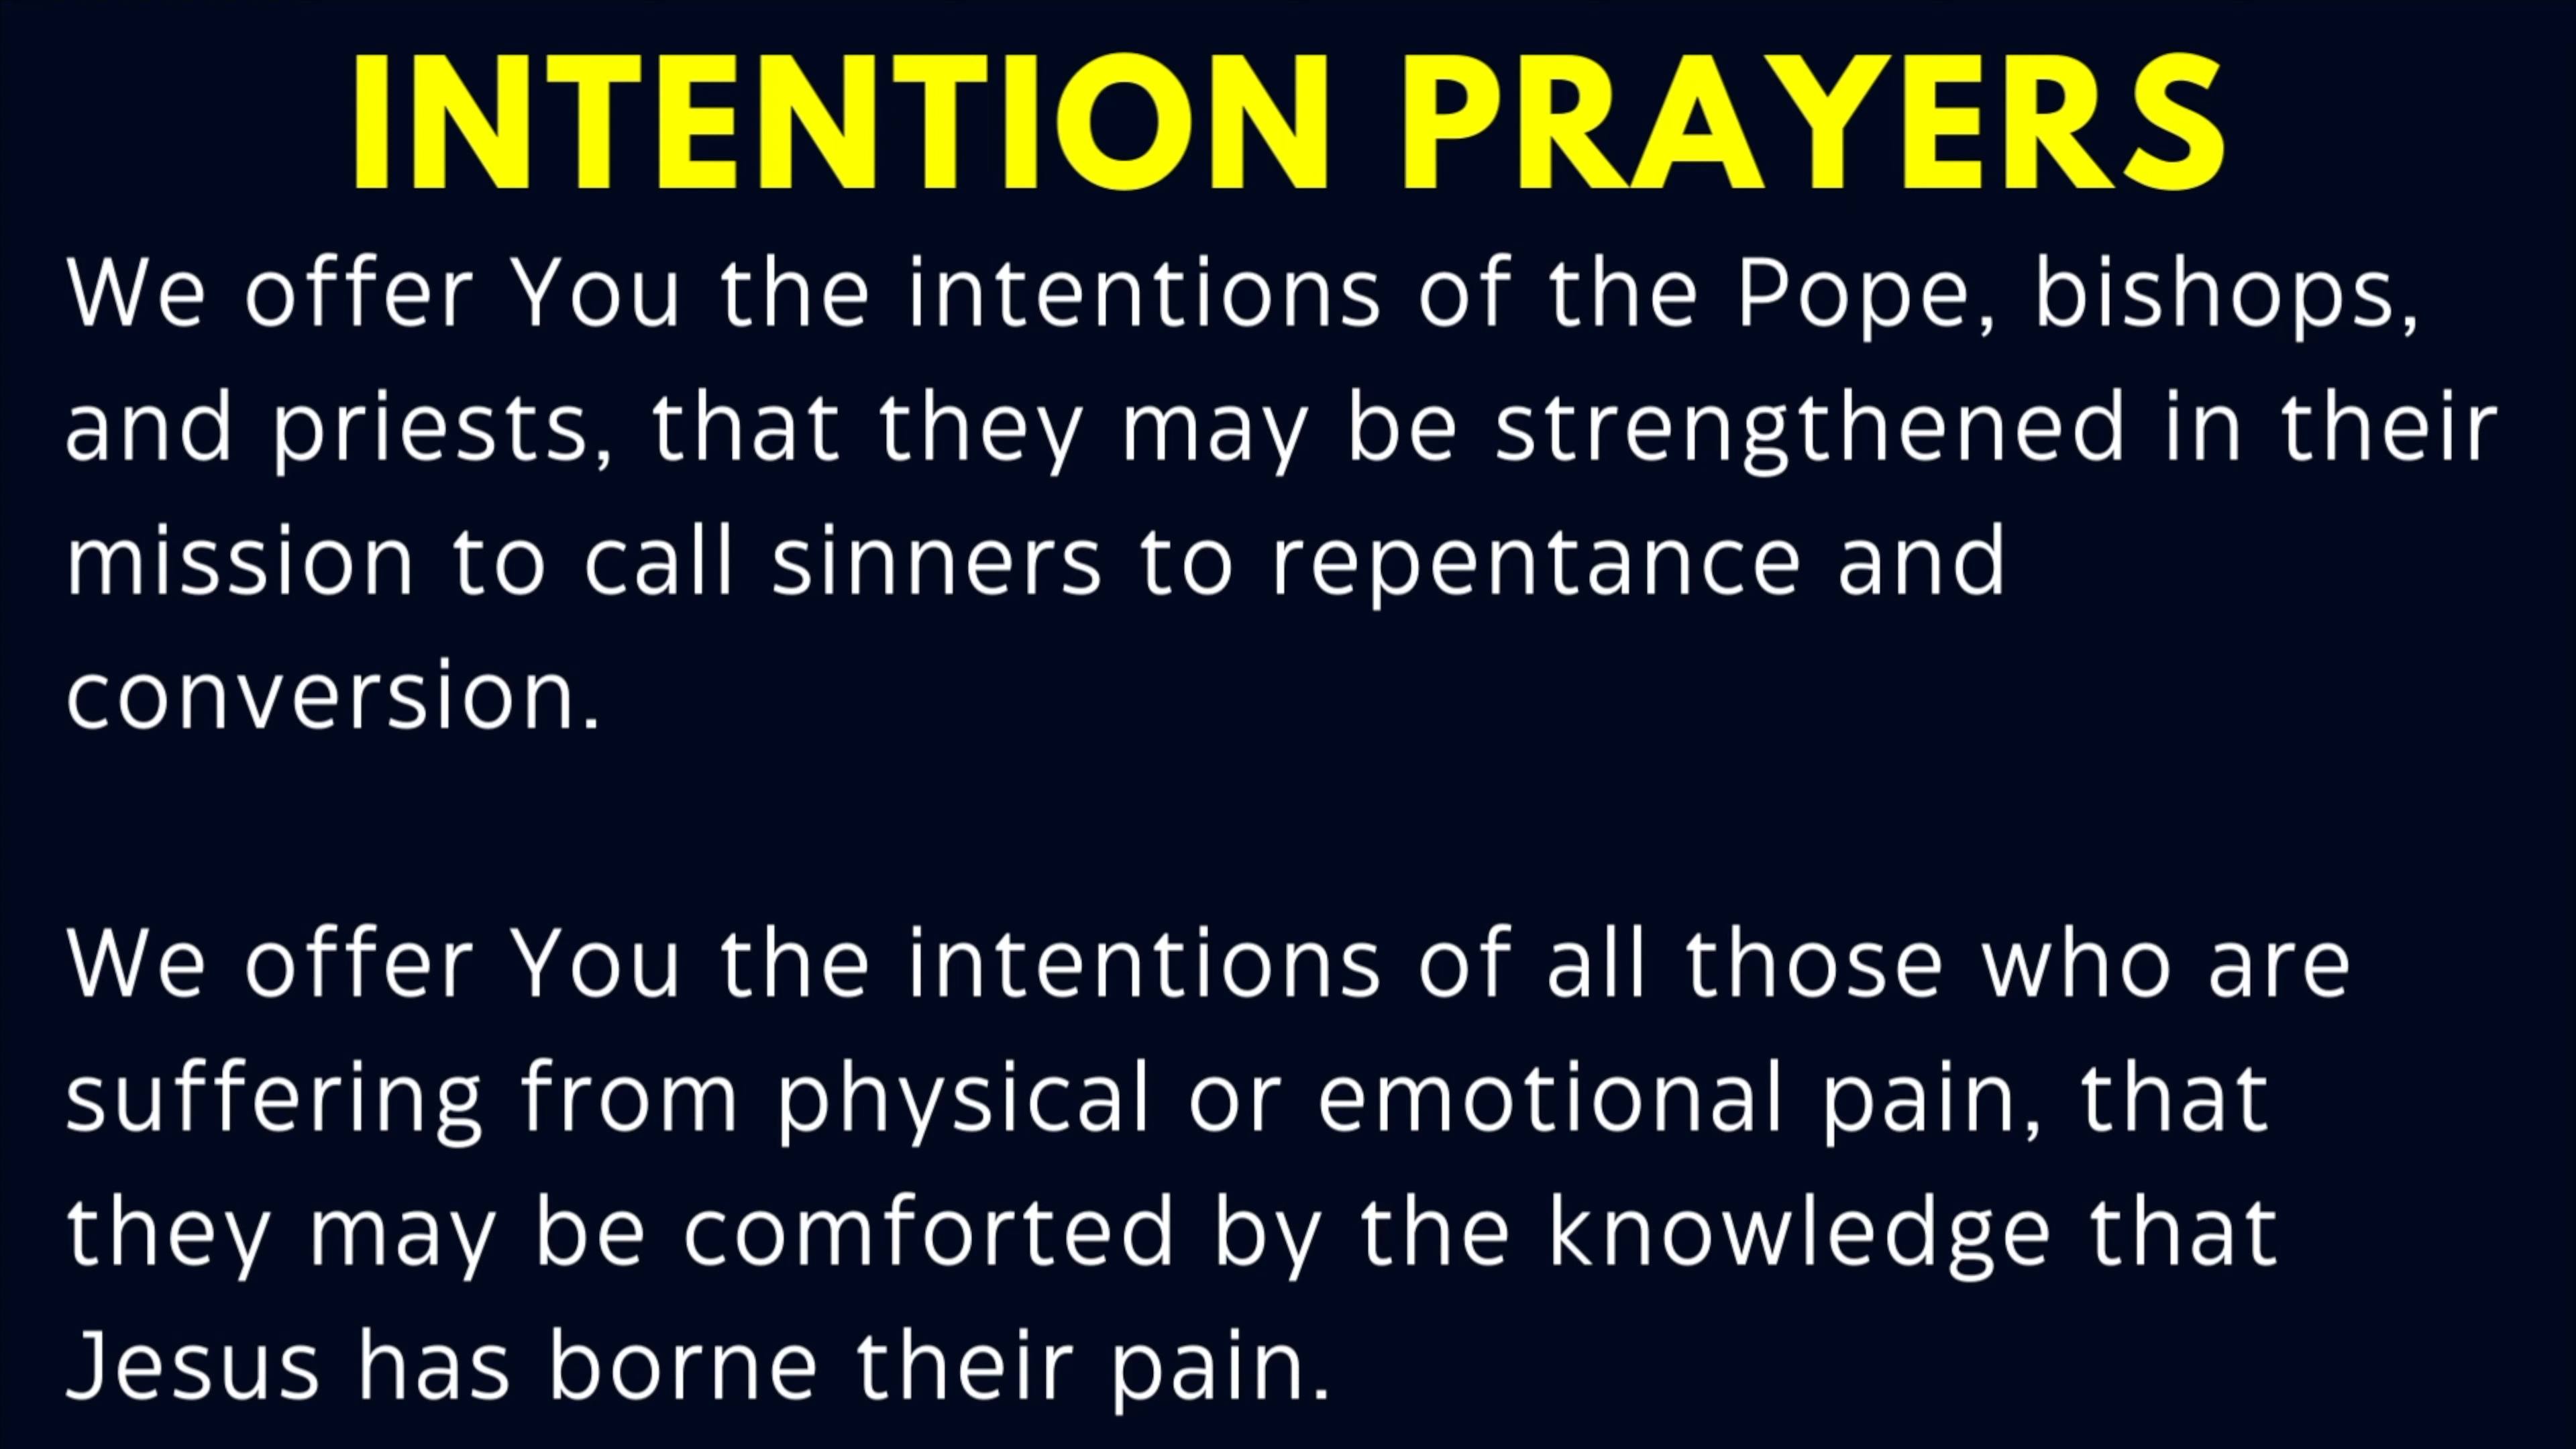 INTENTION PRAYERS
We offer You the intentions of the Pope, bishops,
and priests, that they may be strengthened in their
mission to call sinners to repentance and
conversion.
We offer You the intentions of all those who are
suffering from physical or emotional pain, that
they may be comforted by the knowledge that
Jesus has borne their pain.